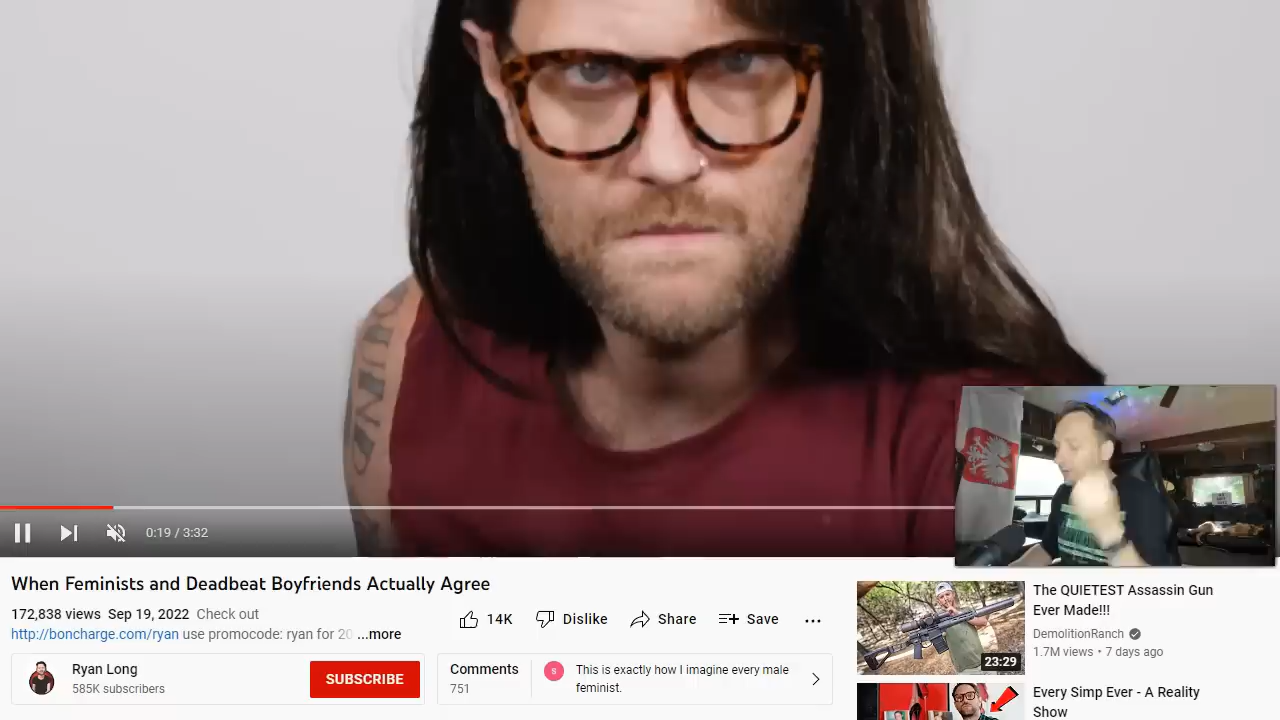 OUND
0:19 / 3:32
When Feminists and Deadbeat Boyfriends Actually Agree
172,838 views Sep 19, 2022 Check out
http://boncharge.com/ryan use promocode: ryan for 20 ...more
14K
Dislike
Share
Save
Ryan Long
585K subscribers
SUBSCRIBE
Comments
751
S
This is exactly how I imagine every male
feminist.
23:29
The QUIETEST Assassin Gun
Ever Made!!!
DemolitionRanch
1.7M views • 7 days ago
Every Simp Ever - A Reality
Show